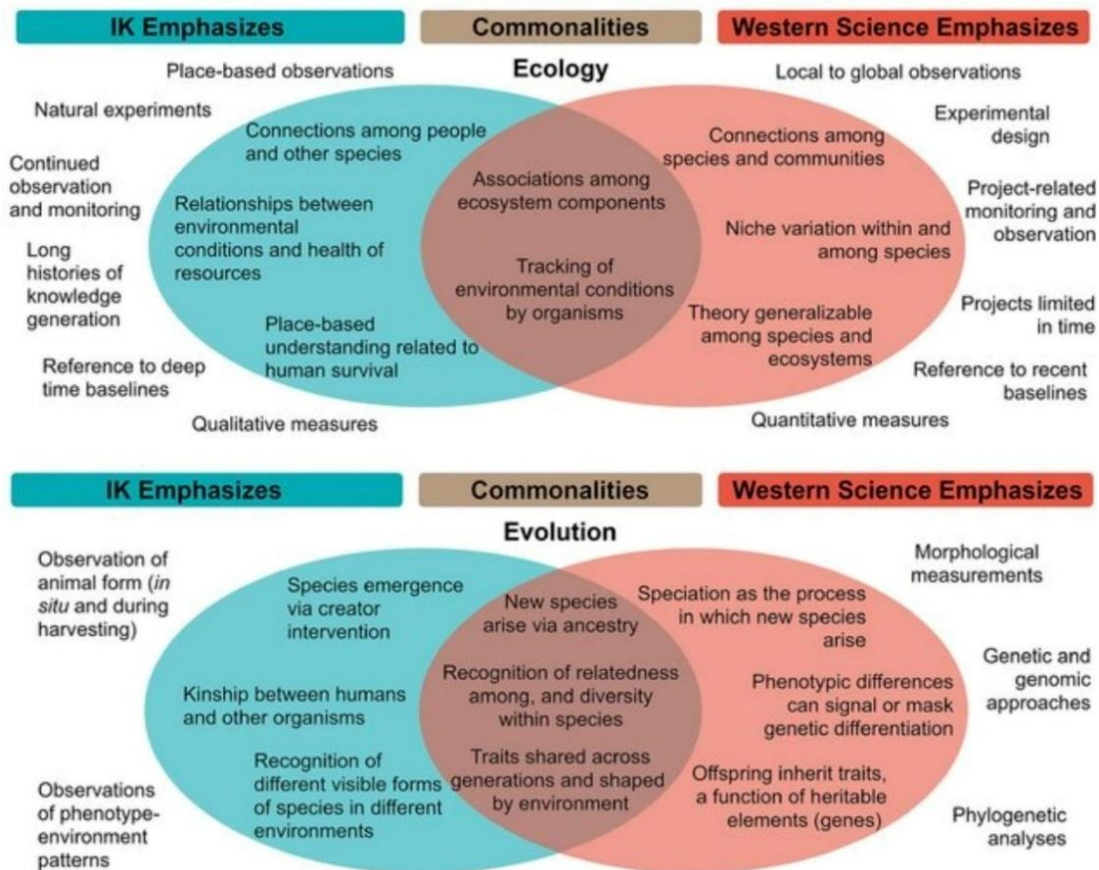 IK Emphasizes
Commonalities
Western Science Emphasizes
Ecology
Place-based observations
Natural experiments
Continued
observation
and monitoring
Long
histories of
knowledge
generation
Reference to deep
time baselines
Qualitative measures
Connections among people
and other species
Relationships between
environmental
conditions and health of
resources
Place-based
understanding related to
human survival
Associations among
ecosystem components
Tracking of
environmental conditions
by organisms
Connections among
species and communities
Niche variation within and
among species
Theory generalizable
among species and
ecosystems
Local to global observations
Experimental
design
Project-related
monitoring and
observation
Projects limited
in time
Reference to recent
baselines
Quantitative measures
IK Emphasizes
Commonalities
Western Science Emphasizes
Evolution
Observation of
animal form (in
situ and during
harvesting)
Observations
of phenotype-
environment
patterns
Species emergence
via creator
intervention
Kinship between humans
and other organisms
Recognition of
different visible forms
of species in different
environments
New species
arise via ancestry
Recognition of relatedness
among, and diversity
within species
Traits shared across
generations and shaped
by environment
Speciation as the process
in which new species
arise
Phenotypic differences
can signal or mask
genetic differentiation
Offspring inherit traits,
a function of heritable
elements (genes)
Morphological
measurements
Genetic and
genomic
approaches
Phylogenetic
analyses